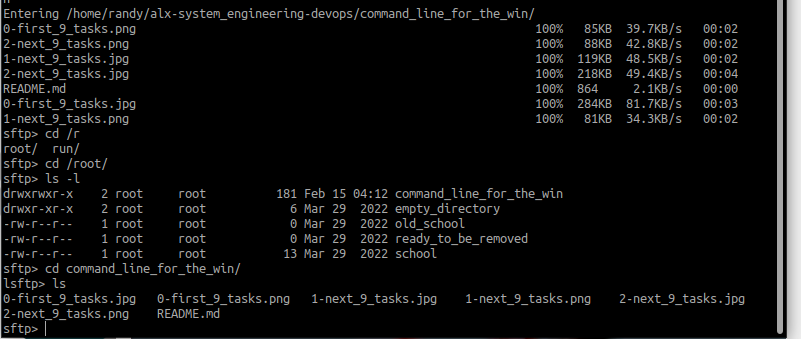 Entering /home/randy/alx-system_engineering-devops/command_line_for_the_win/
0-first_9_tasks.png 100% 85KB 39.7KB/s 00:02
2-next_9_tasks.png 100% 88KB 42.8KB/s 00:02
1-next_9_tasks.jpg 100% 119KB 48.5KB/s 00:02
2-next_9_tasks.jpg 100% 218KB 49.4KB/s 00:04
README.md 100% 864 2.1KB/s 00:00
0-first_9_tasks.jpg 100% 284KB 81.7KB/s 00:03
1-next_9_tasks.png 100% 81KB 34.3KB/s 00:02
sftp> cd /r
root/ run/
sftp> cd /root/
sftp> ls -l
drwxrwxr-x 2 root root 181 Feb 15 04:12 command_line_for_the_win
drwxr-xr-x 2 root root 6 Mar 29 2022 empty_directory
-rw-r--r-- 1 root root 0 Mar 29 2022 old_school
-rw-r--r-- 1 root root 0 Mar 29 2022 ready_to_be_removed
-rw-r--r-- 1 root root 13 Mar 29 2022 school
sftp> cd command_line_for_the_win/
lsftp> ls
0-first_9_tasks.jpg 0-first_9_tasks.png 1-next_9_tasks.jpg 1-next_9_tasks.png 2-next_9_tasks.jpg
2-next_9_tasks.png README.md
sftp>